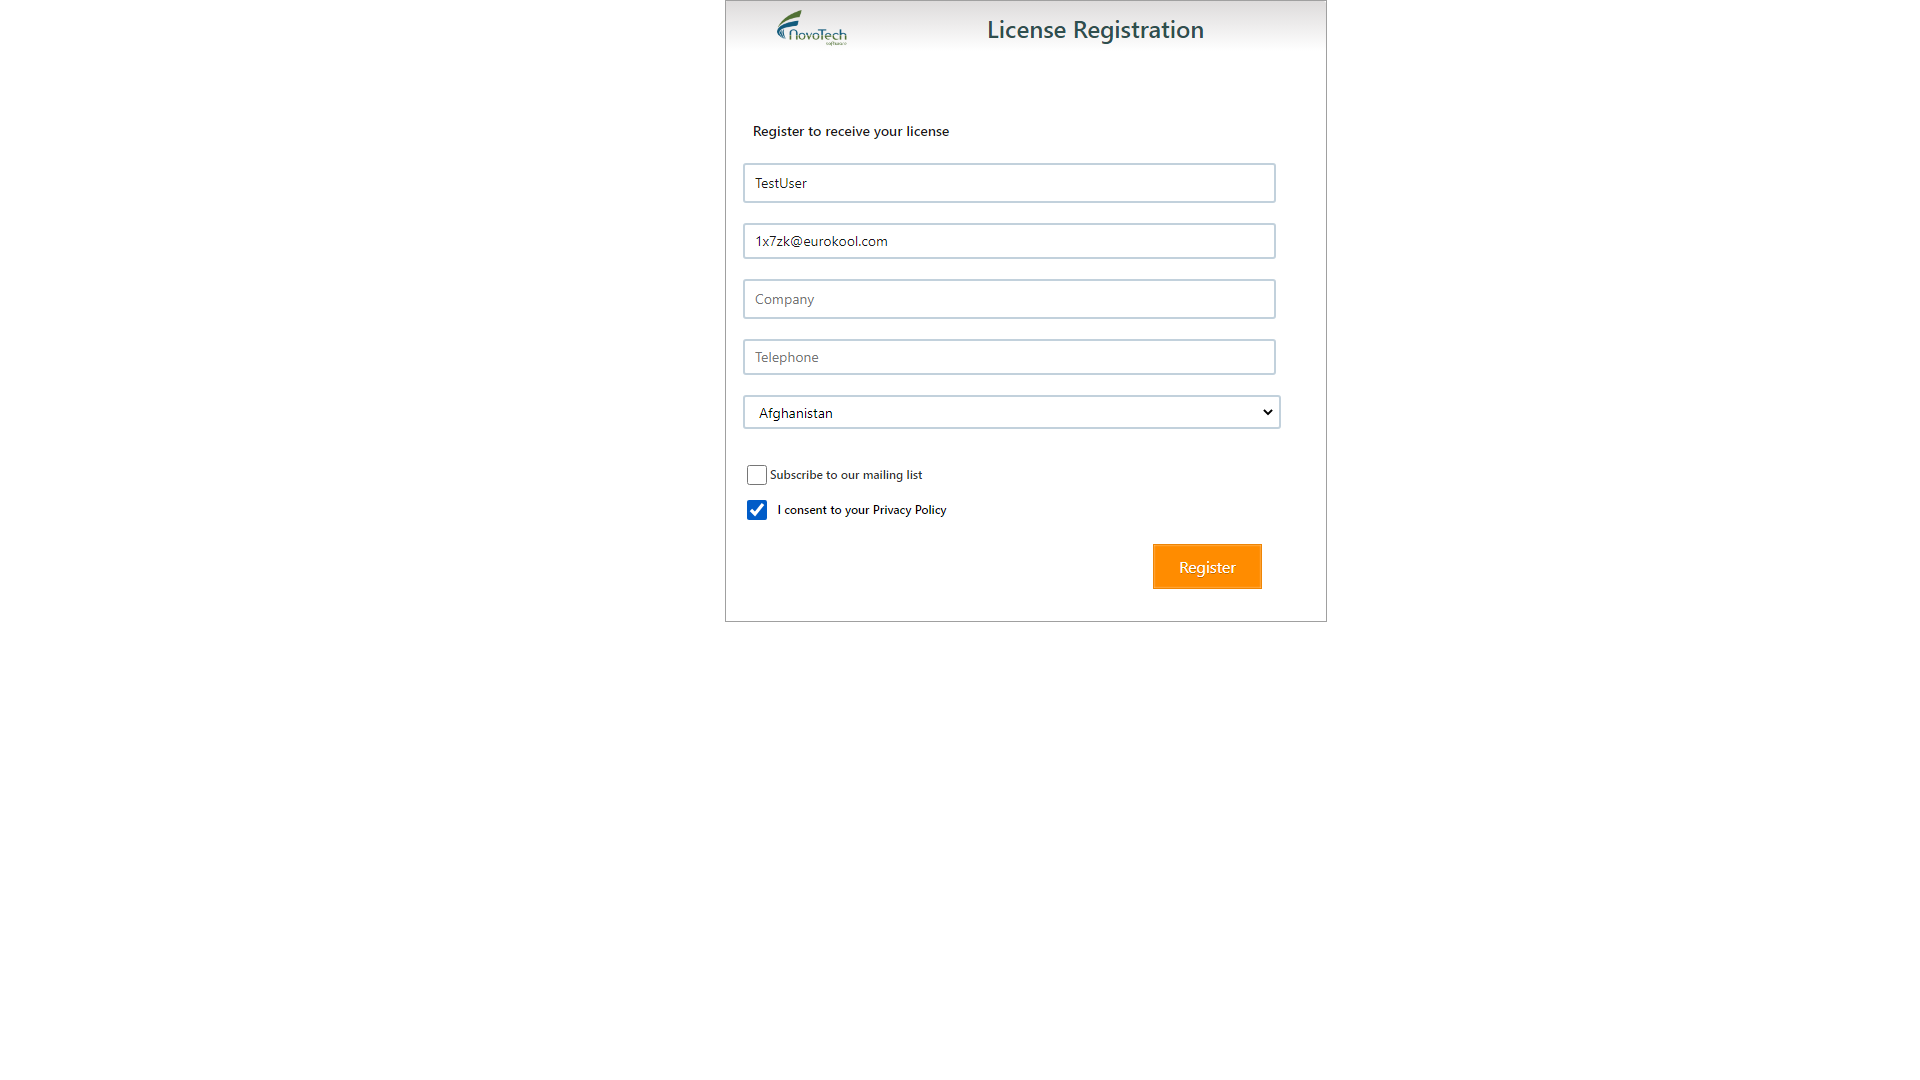 NovoTech
software
License Registration
Register to receive your license
TestUser
1x7zk@eurokool.com
Company
Telephone
Afghanistan
Subscribe to our mailing list
I consent to your Privacy Policy
Register